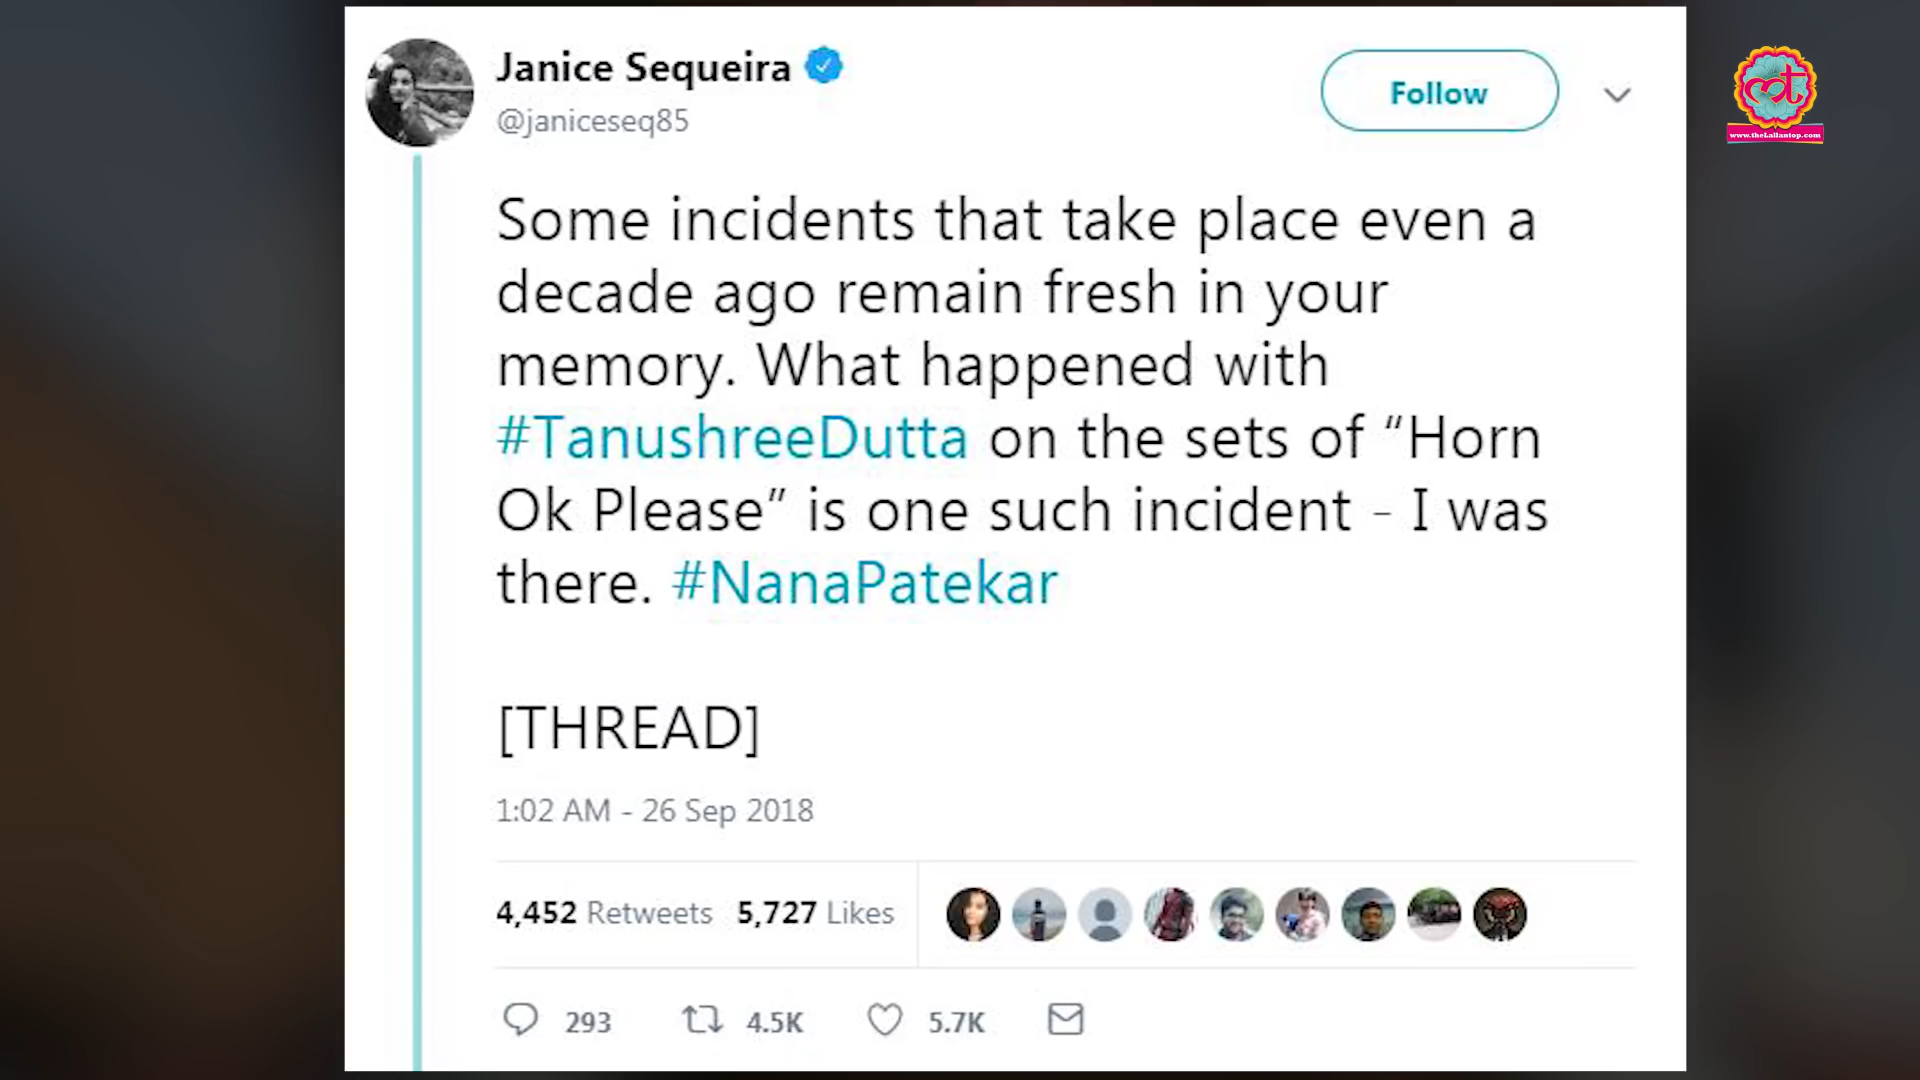 Janice Sequeira
@janiceseq85
Follow
www.theLallantop.com
Some incidents that take place even a
decade ago remain fresh in your
memory. What happened with
#TanushreeDutta on the sets of “Horn
Ok Please” is one such incident - I was
there. #NanaPatekar
[THREAD]
1:02 AM - 26 Sep 2018
4,452 Retweets 5,727 Likes
293 4.5K 5.7K